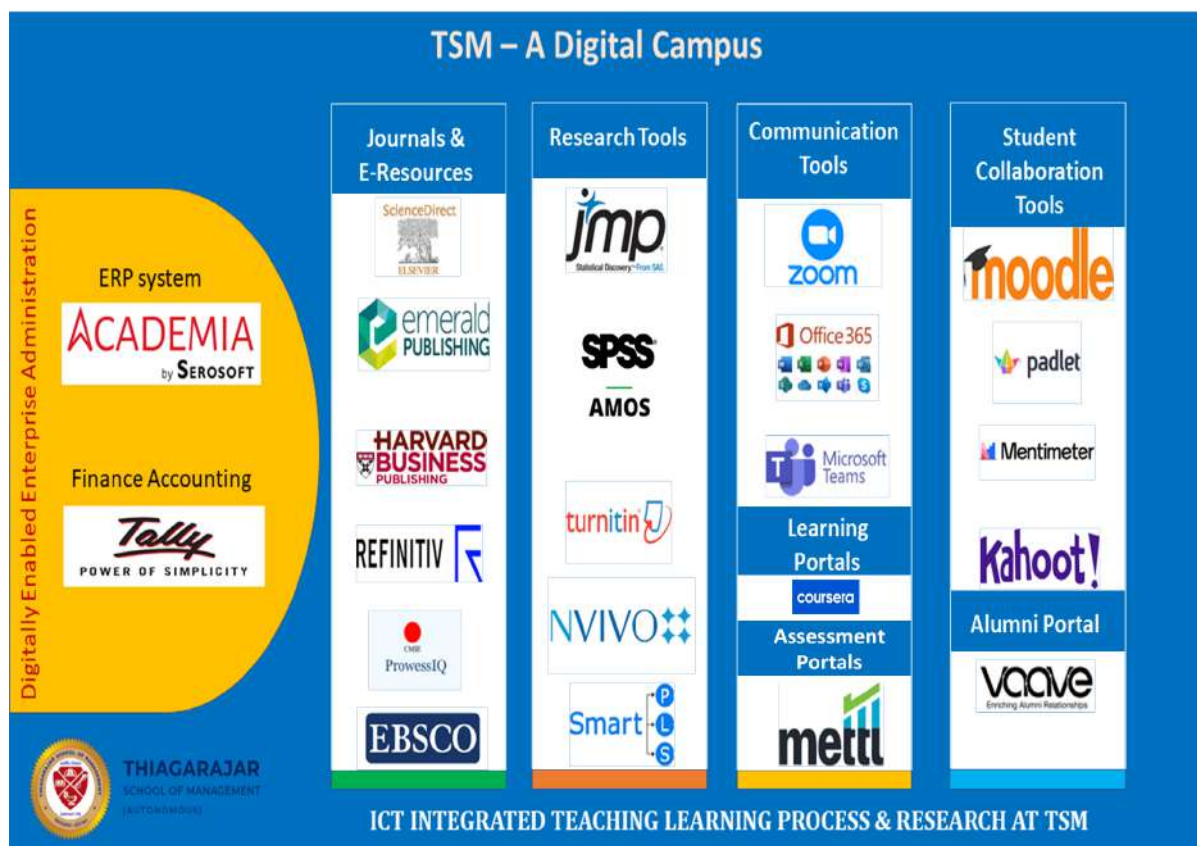 TSM – A Digital Campus
Digitally Enabled Enterprise Administration
ERP system
ACADEMIA
by SEROSOFT
Finance Accounting
Tally
POWER OF SIMPLICITY
Journals &
E-Resources
ScienceDirect
ELSEVIER
emerald
PUBLISHING
HARVARD
BUSINESS
PUBLISHING
REFINITIV
CMIE
ProwessIQ
EBSCO
Research Tools
jmp
Statistical Discovery.™ From SAS.
SPSS
AMOS
turnitin
NVIVO
Smart
P
L
S
Communication
Tools
zoom
Office 365
Microsoft
Teams
Learning
Portals
coursera
Assessment
Portals
mettl
Student
Collaboration
Tools
moodle
padlet
Mentimeter
Kahoot!
Alumni Portal
vaave
Enriching Alumni Relationships
THIAGARAJAR
SCHOOL OF MANAGEMENT
(AUTONOMOUS)
ICT INTEGRATED TEACHING LEARNING PROCESS & RESEARCH AT TSM